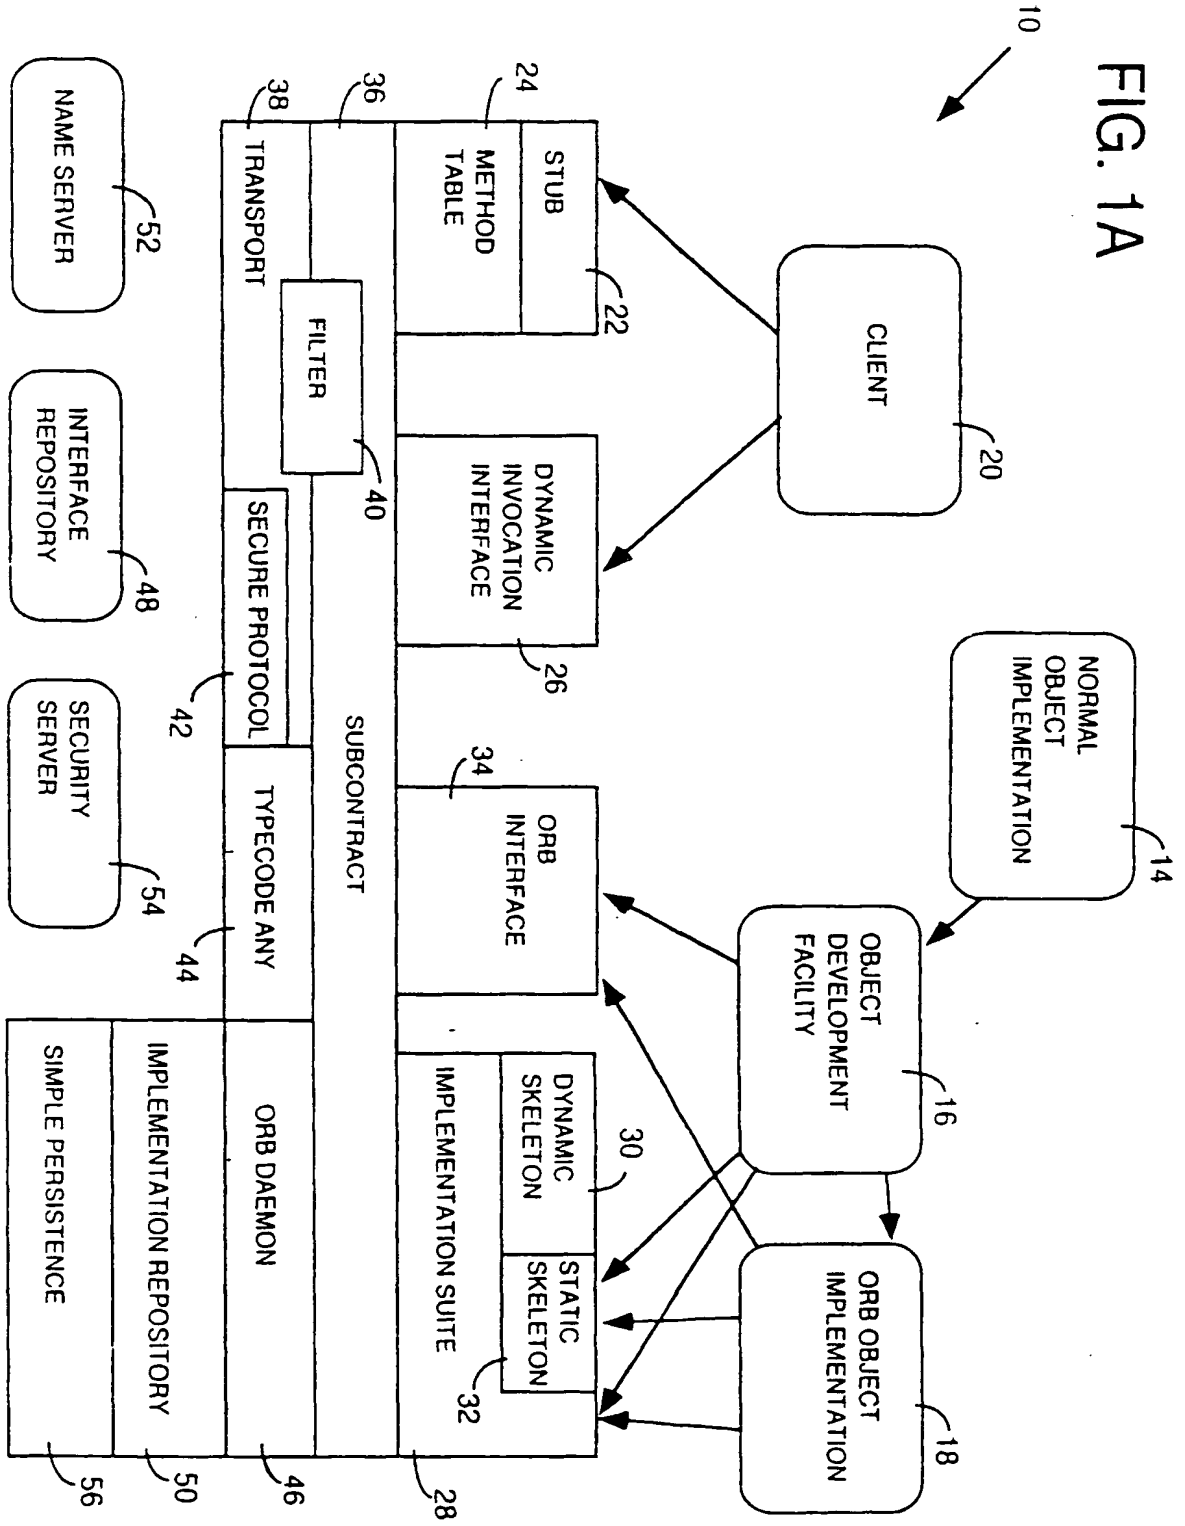 FIG. 1A
10
CLIENT
20
NORMAL
OBJECT
IMPLEMENTATION
14
OBJECT
DEVELOPMENT
FACILITY
16
ORB OBJECT
IMPLEMENTATION
18
STUB
22
24
METHOD
TABLE
DYNAMIC
INVOCATION
INTERFACE
26
34
ORB
INTERFACE
DYNAMIC
SKELETON
30
STATIC
SKELETON
32
IMPLEMENTATION SUITE
28
36
SUBCONTRACT
FILTER
40
38
TRANSPORT
SECURE PROTOCOL
42
TYPECODE ANY
44
ORB DAEMON
46
IMPLEMENTATION REPOSITORY
50
SIMPLE PERSISTENCE
56
NAME SERVER
52
INTERFACE
REPOSITORY
48
SECURITY
SERVER
54